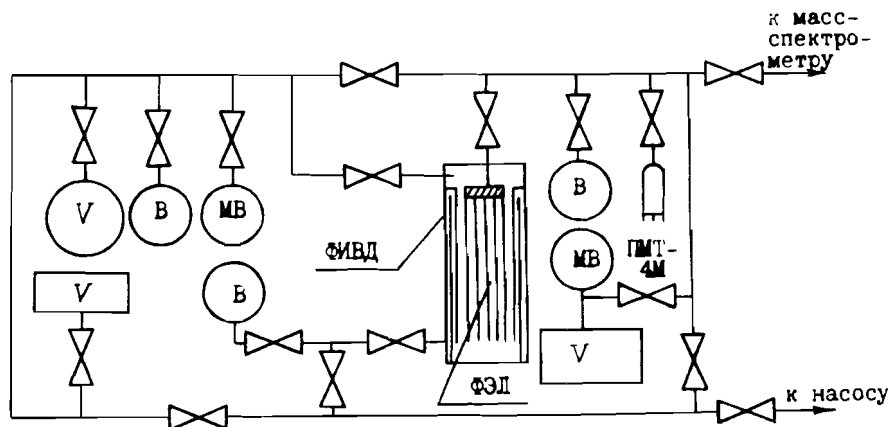 к масс-
спектро-
метру
V
В
МВ
В
ФИВД
МВ
ПМТ-
4М
V
В
V
ФЭД
к насосу